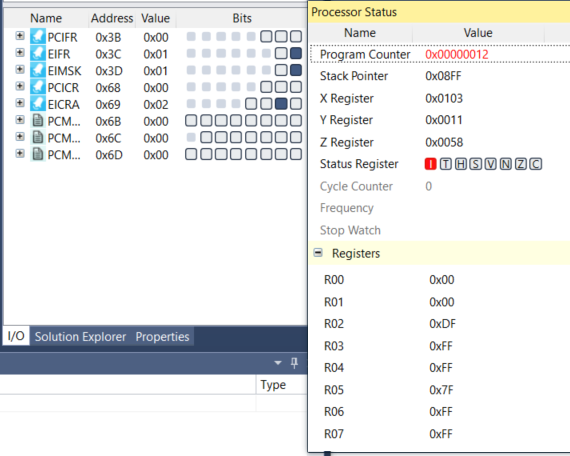 Name Address Value Bits
PCIFR 0x3B 0x00
EIFR 0x3C 0x01
EIMSK 0x3D 0x01
PCICR 0x68 0x00
EICRA 0x69 0x02
PCM... 0x6B 0x00
PCM... 0x6C 0x00
PCM... 0x6D 0x00
I/O Solution Explorer Properties
Type
Processor Status
Name Value
Program Counter 0x00000012
Stack Pointer 0x08FF
X Register 0x0103
Y Register 0x0011
Z Register 0x0058
Status Register I T H S V N Z C
Cycle Counter 0
Frequency
Stop Watch
Registers
R00 0x00
R01 0x00
R02 0xDF
R03 0xFF
R04 0xFF
R05 0x7F
R06 0xFF
R07 0xFF